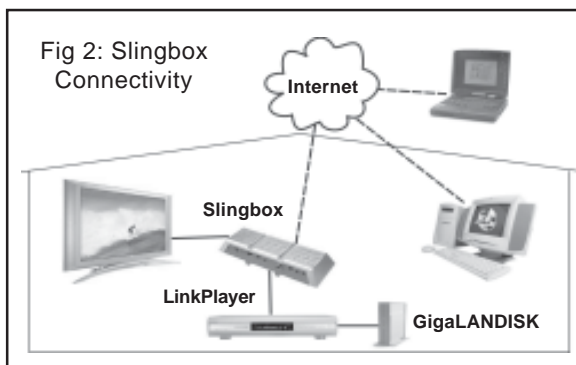 Fig 2: Slingbox
Connectivity
Internet
Slingbox
LinkPlayer
GigaLANDISK